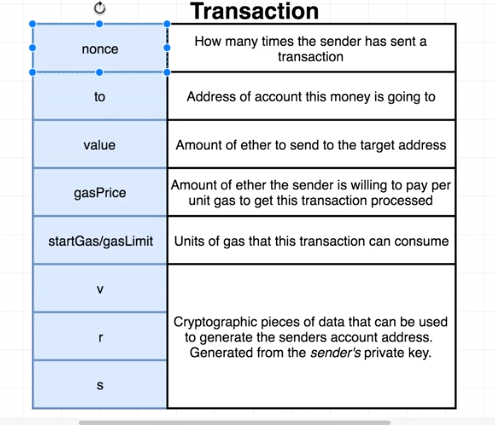 Transaction
nonce
How many times the sender has sent a
transaction
to
Address of account this money is going to
value
Amount of ether to send to the target address
gasPrice
Amount of ether the sender is willing to pay per
unit gas to get this transaction processed
startGas/gasLimit
Units of gas that this transaction can consume
v
r
s
Cryptographic pieces of data that can be used
to generate the senders account address.
Generated from the sender's private key.